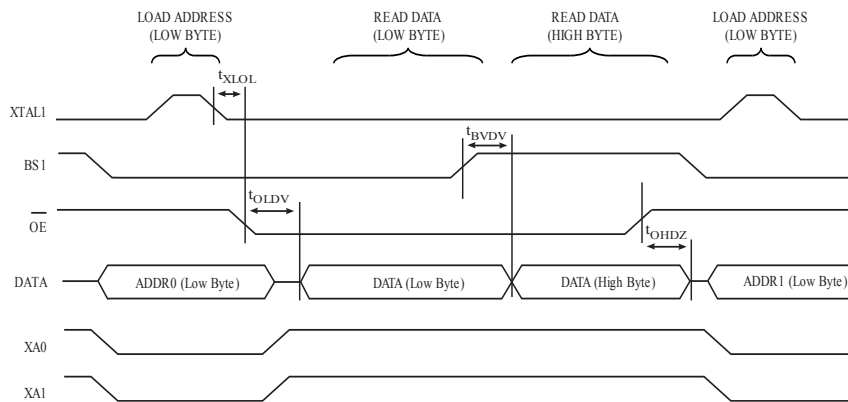 LOAD ADDRESS
(LOW BYTE)
READ DATA
(LOW BYTE)
READ DATA
(HIGH BYTE)
LOAD ADDRESS
(LOW BYTE)
tXLOL
XTAL1
tBVDV
BS1
tOLDV
OE
tOHDZ
DATA
ADDR0 (Low Byte)
DATA (Low Byte)
DATA (High Byte)
ADDR1 (Low Byte)
XA0
XA1